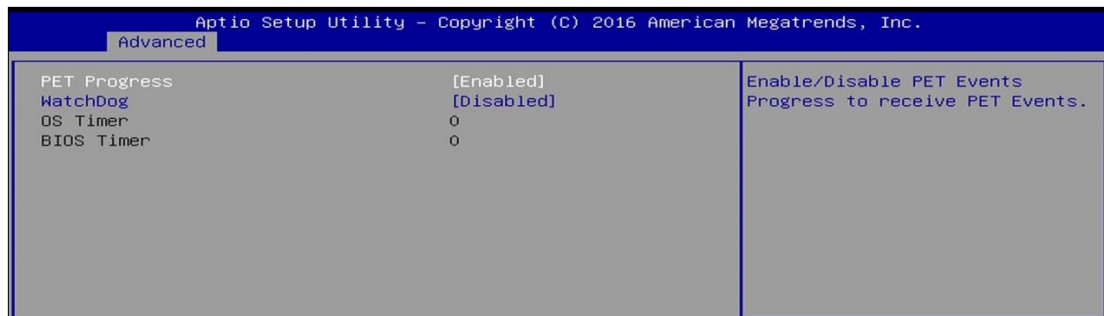 Aptio Setup Utility – Copyright (C) 2016 American Megatrends, Inc.
Advanced
PET Progress [Enabled]
WatchDog [Disabled]
OS Timer 0
BIOS Timer 0
Enable/Disable PET Events
Progress to receive PET Events.